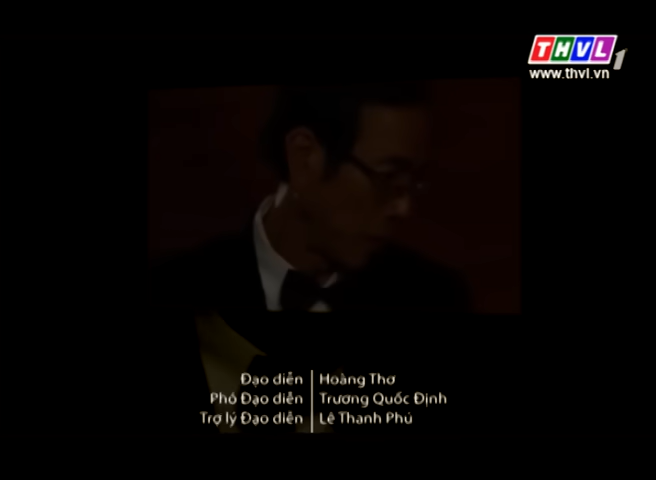 THVL1
www.thvl.vn
Đạo diễn | Hoàng Thơ
Phó Đạo diễn | Trương Quốc Định
Trợ lý Đạo diễn | Lê Thanh Phú